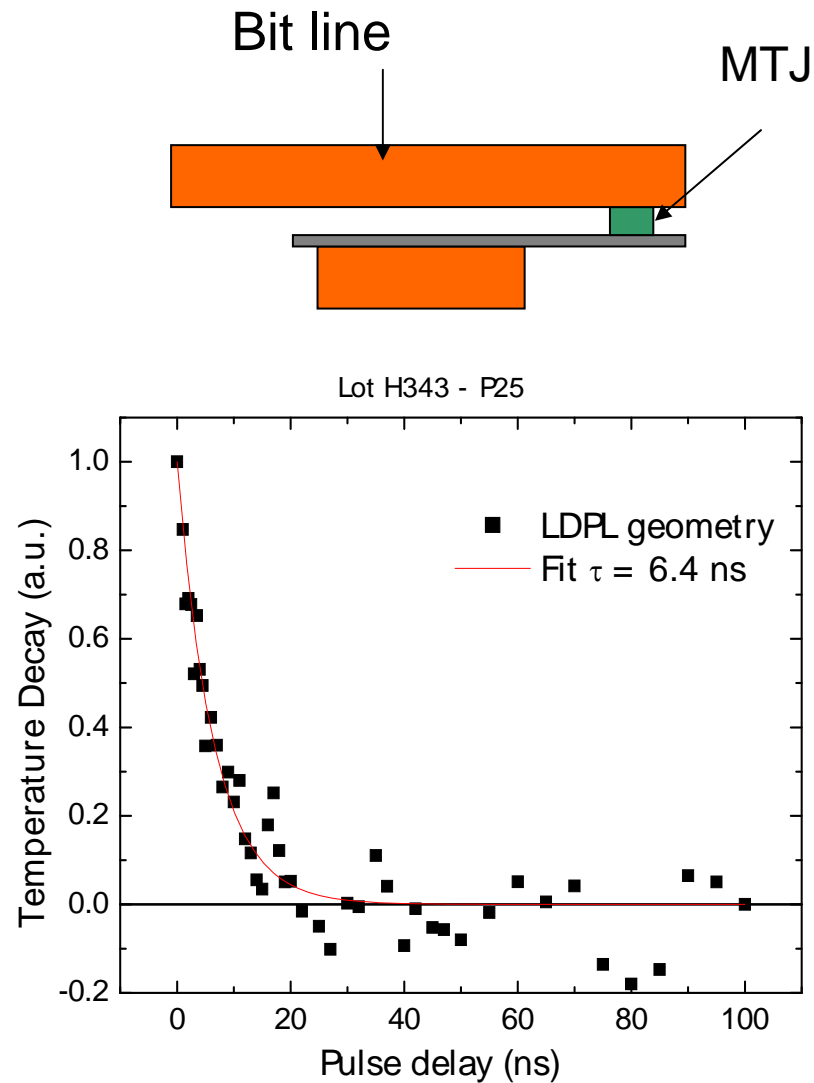 Bit line
MTJ
Lot H343 - P25
Temperature Decay (a.u.)
1.0
0.8
0.6
0.4
0.2
0.0
-0.2
LDPL geometry
Fit τ = 6.4 ns
0 20 40 60 80 100
Pulse delay (ns)